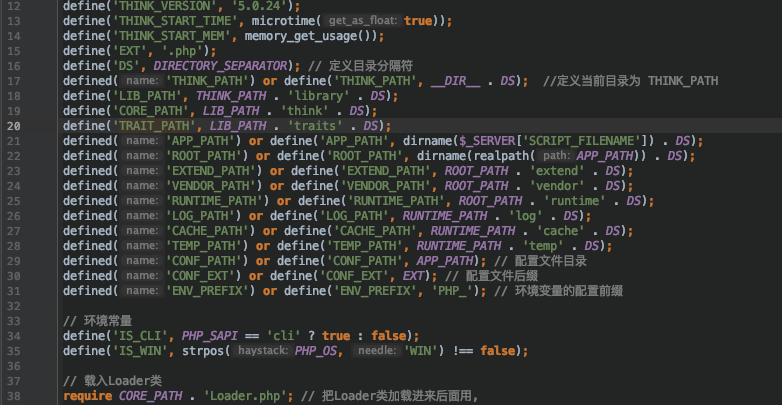 12 define('THINK_VERSION', '5.0.24');
13 define('THINK_START_TIME', microtime( get_as_float: true));
14 define('THINK_START_MEM', memory_get_usage());
15 define('EXT', '.php');
16 define('DS', DIRECTORY_SEPARATOR); // 定义目录分隔符
17 defined( name: 'THINK_PATH') or define('THINK_PATH', __DIR__ . DS);  //定义当前目录为 THINK_PATH
18 define('LIB_PATH', THINK_PATH . 'library' . DS);
19 define('CORE_PATH', LIB_PATH . 'think' . DS);
20 define('TRAIT_PATH', LIB_PATH . 'traits' . DS);
21 defined( name: 'APP_PATH') or define('APP_PATH', dirname($_SERVER['SCRIPT_FILENAME']) . DS);
22 defined( name: 'ROOT_PATH') or define('ROOT_PATH', dirname(realpath( path: APP_PATH)) . DS);
23 defined( name: 'EXTEND_PATH') or define('EXTEND_PATH', ROOT_PATH . 'extend' . DS);
24 defined( name: 'VENDOR_PATH') or define('VENDOR_PATH', ROOT_PATH . 'vendor' . DS);
25 defined( name: 'RUNTIME_PATH') or define('RUNTIME_PATH', ROOT_PATH . 'runtime' . DS);
26 defined( name: 'LOG_PATH') or define('LOG_PATH', RUNTIME_PATH . 'log' . DS);
27 defined( name: 'CACHE_PATH') or define('CACHE_PATH', RUNTIME_PATH . 'cache' . DS);
28 defined( name: 'TEMP_PATH') or define('TEMP_PATH', RUNTIME_PATH . 'temp' . DS);
29 defined( name: 'CONF_PATH') or define('CONF_PATH', APP_PATH); // 配置文件目录
30 defined( name: 'CONF_EXT') or define('CONF_EXT', EXT); // 配置文件后缀
31 defined( name: 'ENV_PREFIX') or define('ENV_PREFIX', 'PHP_'); // 环境变量的配置前缀
32
33 // 环境常量
34 define('IS_CLI', PHP_SAPI == 'cli' ? true : false);
35 define('IS_WIN', strpos( haystack: PHP_OS, needle: 'WIN') !== false);
36
37 // 载入Loader类
38 require CORE_PATH . 'Loader.php'; // 把Loader类加载进来后面用,